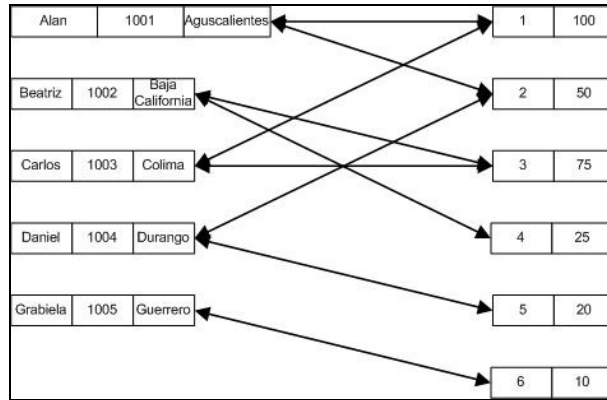 Alan 1001 Aguscalientes 1 100
Beatriz 1002 Baja California 2 50
Carlos 1003 Colima 3 75
Daniel 1004 Durango 4 25
Grabiela 1005 Guerrero 5 20
6 10